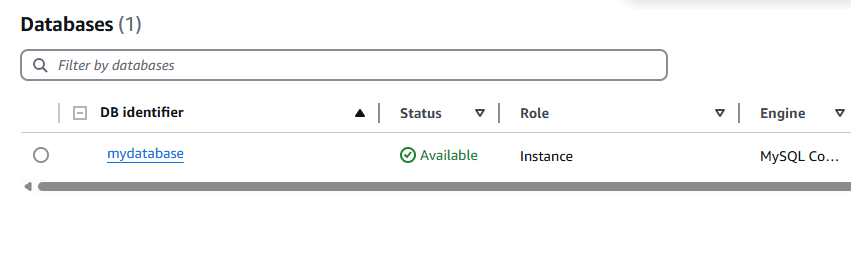 Databases (1)
Filter by databases
DB identifier Status Role Engine
mydatabase Available Instance MySQL Co...